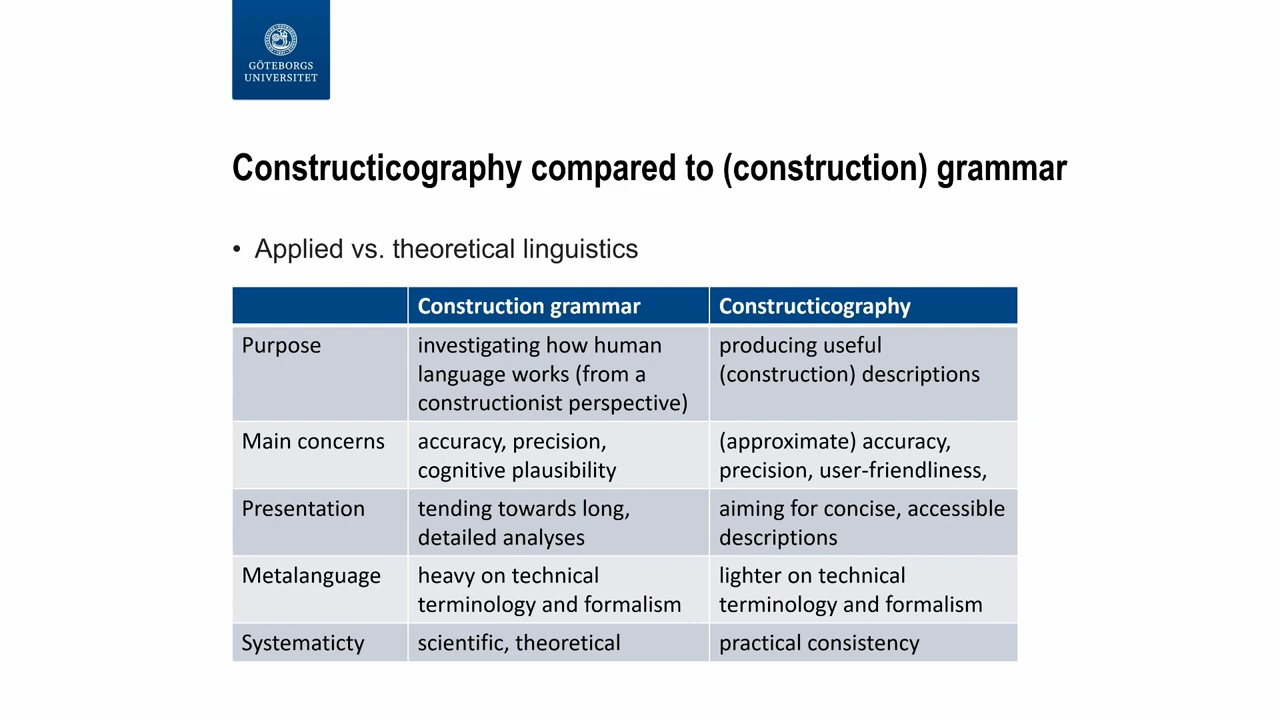 GÖTEBORGS
UNIVERSITET
Constructicography compared to (construction) grammar
• Applied vs. theoretical linguistics
Construction grammar
Constructicography
Purpose
investigating how human
language works (from a
constructionist perspective)
producing useful
(construction) descriptions
Main concerns
accuracy, precision,
cognitive plausibility
(approximate) accuracy,
precision, user-friendliness,
Presentation
tending towards long,
detailed analyses
aiming for concise, accessible
descriptions
Metalanguage
heavy on technical
terminology and formalism
lighter on technical
terminology and formalism
Systematicty
scientific, theoretical
practical consistency